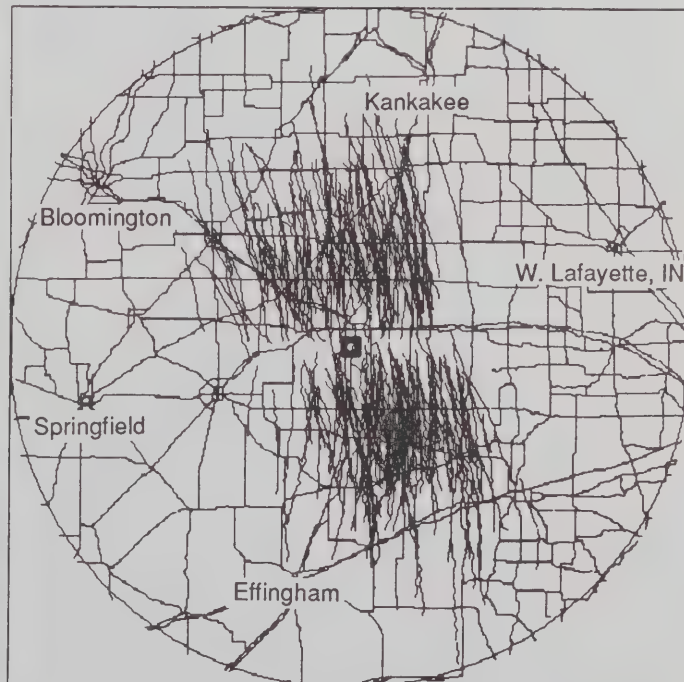 Kankakee
Bloomington
W. Lafayette, IN
Springfield
Effingham